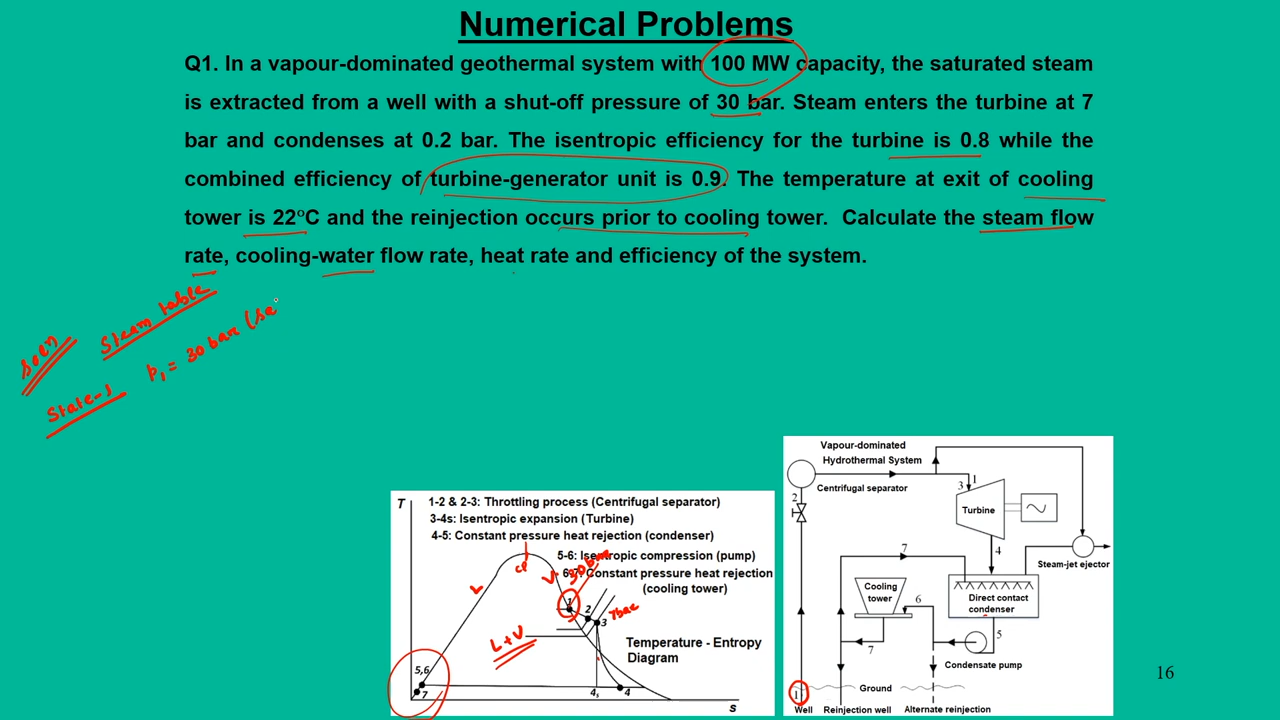 Numerical Problems
Q1. In a vapour-dominated geothermal system with 100 MW capacity, the saturated steam
is extracted from a well with a shut-off pressure of 30 bar. Steam enters the turbine at 7
bar and condenses at 0.2 bar. The isentropic efficiency for the turbine is 0.8 while the
combined efficiency of turbine-generator unit is 0.9. The temperature at exit of cooling
tower is 22°C and the reinjection occurs prior to cooling tower. Calculate the steam flow
rate, cooling-water flow rate, heat rate and efficiency of the system.
Soln
Steam table
State-1
P₁ = 30 bar (sa
T
1-2 & 2-3: Throttling process (Centrifugal separator)
3-4s: Isentropic expansion (Turbine)
4-5: Constant pressure heat rejection (condenser)
5-6: Isentropic compression (pump)
6-7: Constant pressure heat rejection
(cooling tower)
CP
L
V
30 bar
1
2
3
7bar
L+V
Temperature - Entropy
Diagram
5,6
7
4s
4
s
Vapour-dominated
Hydrothermal System
Centrifugal separator
2
3
1
Turbine
4
Steam-jet ejector
7
Cooling
tower
6
Direct contact
condenser
5
7
Condensate pump
Ground
1
Well
Reinjection well
Alternate reinjection
16